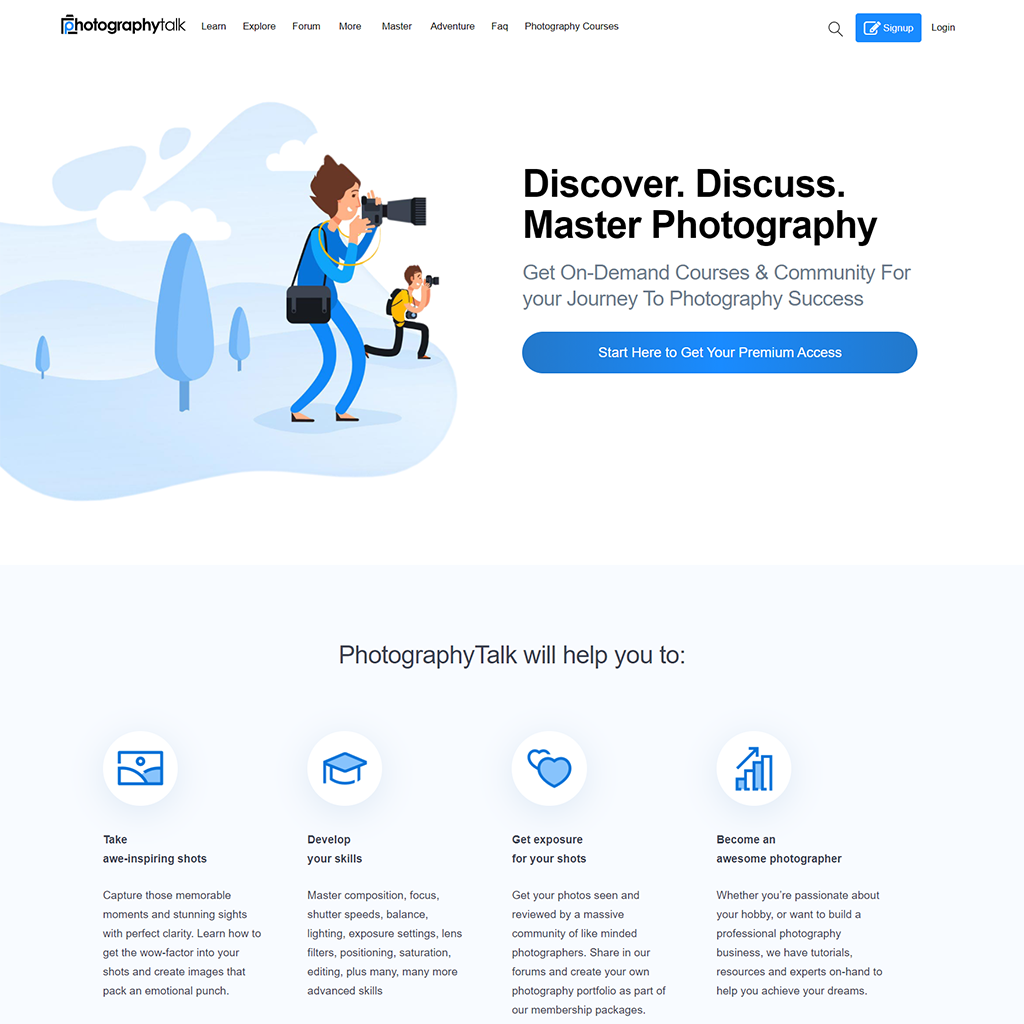 photographytalk Learn Explore Forum More Master Adventure Faq Photography Courses Signup Login
Discover. Discuss.
Master Photography
Get On-Demand Courses & Community For
your Journey To Photography Success
Start Here to Get Your Premium Access
PhotographyTalk will help you to:
Take
awe-inspiring shots
Capture those memorable
moments and stunning sights
with perfect clarity. Learn how to
get the wow-factor into your
shots and create images that
pack an emotional punch.
Develop
your skills
Master composition, focus,
shutter speeds, balance,
lighting, exposure settings, lens
filters, positioning, saturation,
editing, plus many, many more
advanced skills
Get exposure
for your shots
Get your photos seen and
reviewed by a massive
community of like minded
photographers. Share in our
forums and create your own
photography portfolio as part of
our membership packages.
Become an
awesome photographer
Whether you’re passionate about
your hobby, or want to build a
professional photography
business, we have tutorials,
resources and experts on-hand to
help you achieve your dreams.